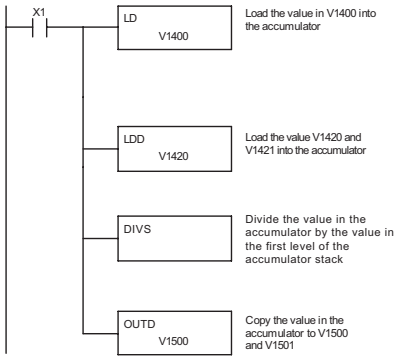 X1
LD
V1400
Load the value in V1400 into
the accumulator
LDD
V1420
Load the value V1420 and
V1421 into the accumulator
DIVS
Divide the value in the
accumulator by the value in
the first level of the
accumulator stack
OUTD
V1500
Copy the value in the
accumulator to V1500
and V1501